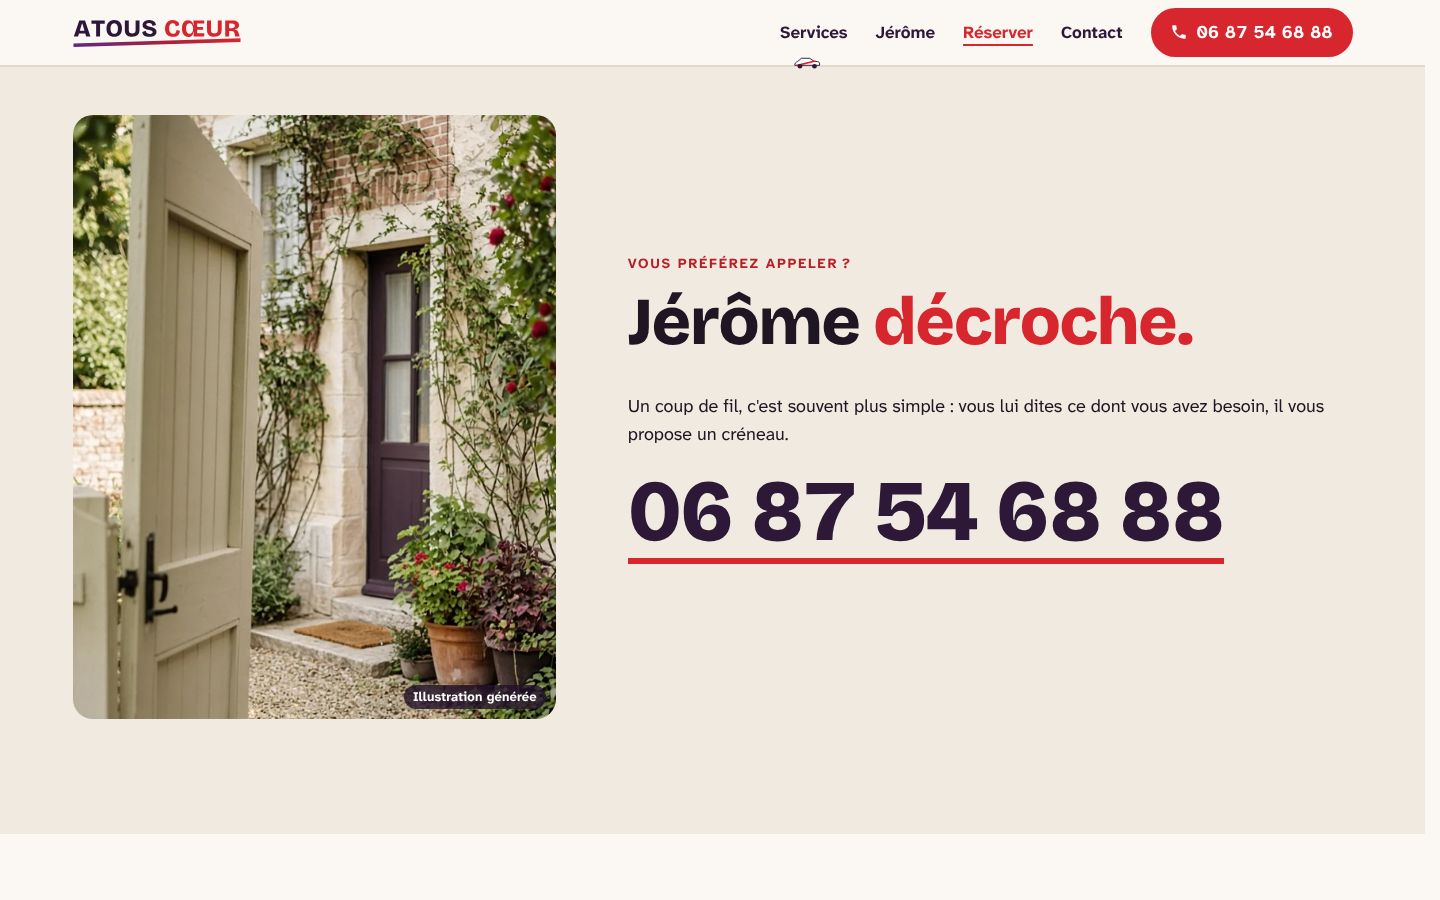 ATOUS CŒUR
Services
Jérôme
Réserver
Contact
06 87 54 68 88
VOUS PRÉFÉREZ APPELER ?
Jérôme décroche.
Un coup de fil, c'est souvent plus simple : vous lui dites ce dont vous avez besoin, il vous
propose un créneau.
06 87 54 68 88
Illustration générée